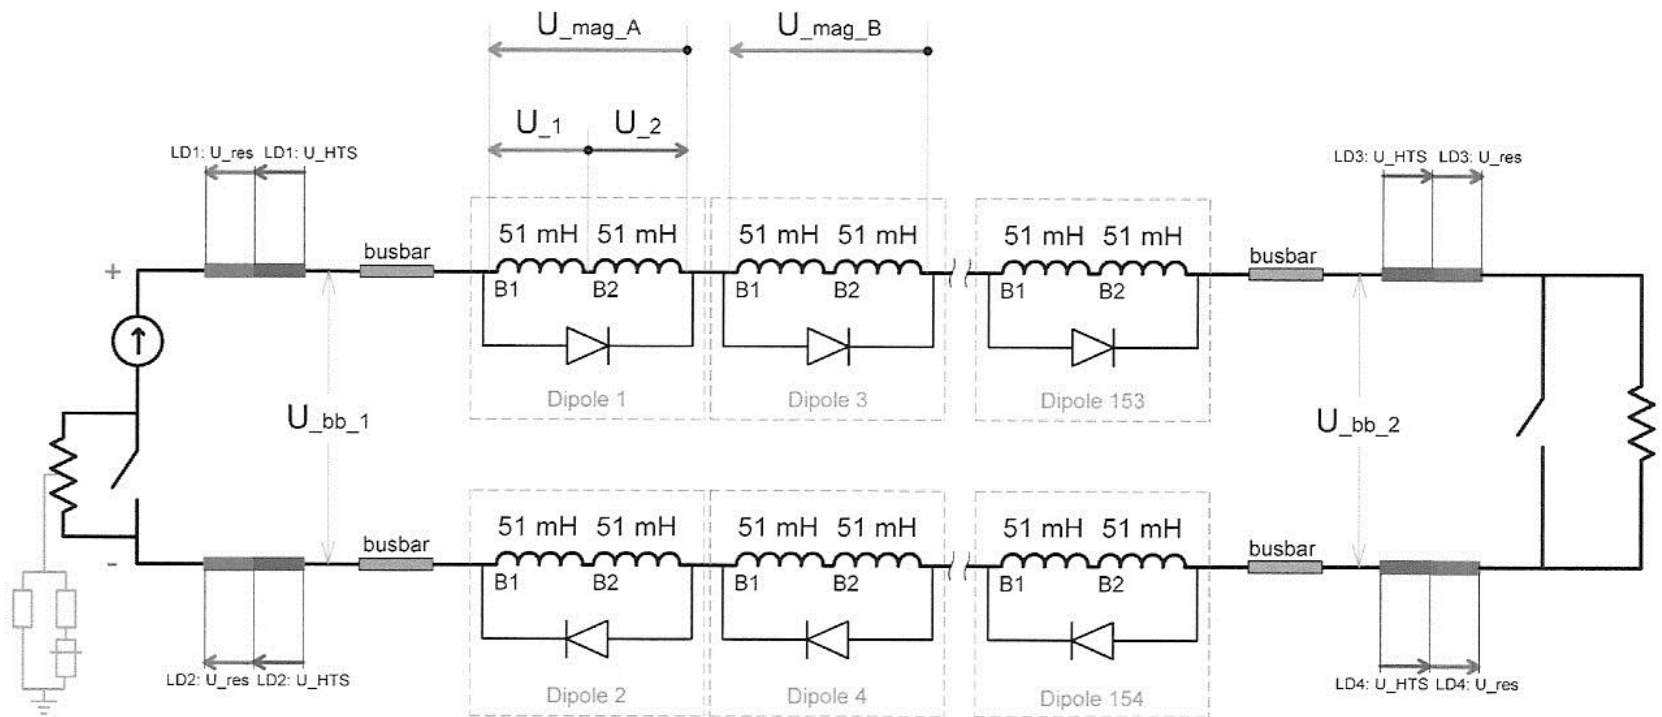 U_mag_A U_mag_B
U_1 U_2
LD1: U_res LD1: U_HTS
LD3: U_HTS LD3: U_res
51 mH 51 mH 51 mH 51 mH 51 mH 51 mH
busbar busbar
+
B1 B2 B1 B2 B1 B2
Dipole 1 Dipole 3 Dipole 153
U_bb_1 U_bb_2
51 mH 51 mH 51 mH 51 mH 51 mH 51 mH
busbar busbar
-
B1 B2 B1 B2 B1 B2
LD2: U_res LD2: U_HTS
Dipole 2 Dipole 4 Dipole 154
LD4: U_HTS LD4: U_res